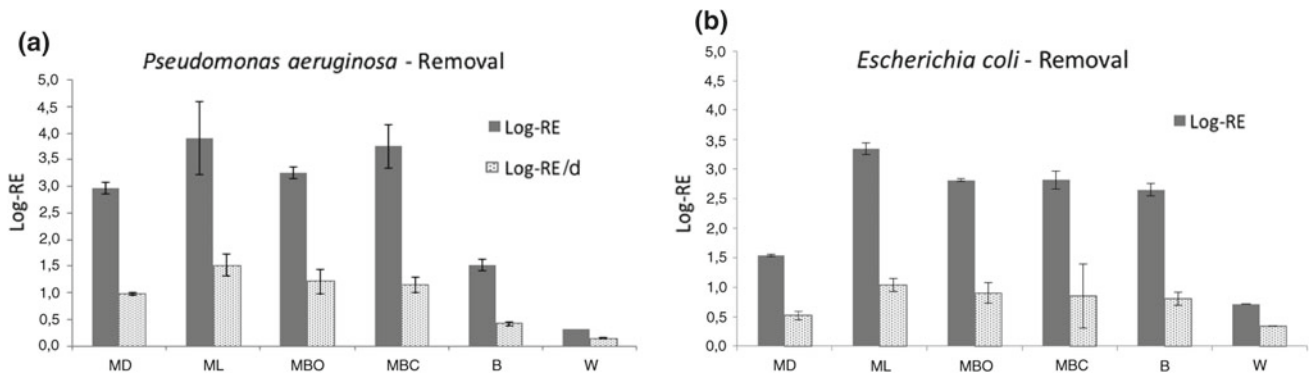 (a)
Pseudomonas aeruginosa - Removal
5,0
4,5
4,0
3,5
3,0
2,5
2,0
1,5
1,0
0,5
0,0
Log-RE
Log-RE
Log-RE/d
MD ML MBO MBC B W
(b)
Escherichia coli - Removal
5,0
4,5
4,0
3,5
3,0
2,5
2,0
1,5
1,0
0,5
0,0
Log-RE
Log-RE
MD ML MBO MBC B W